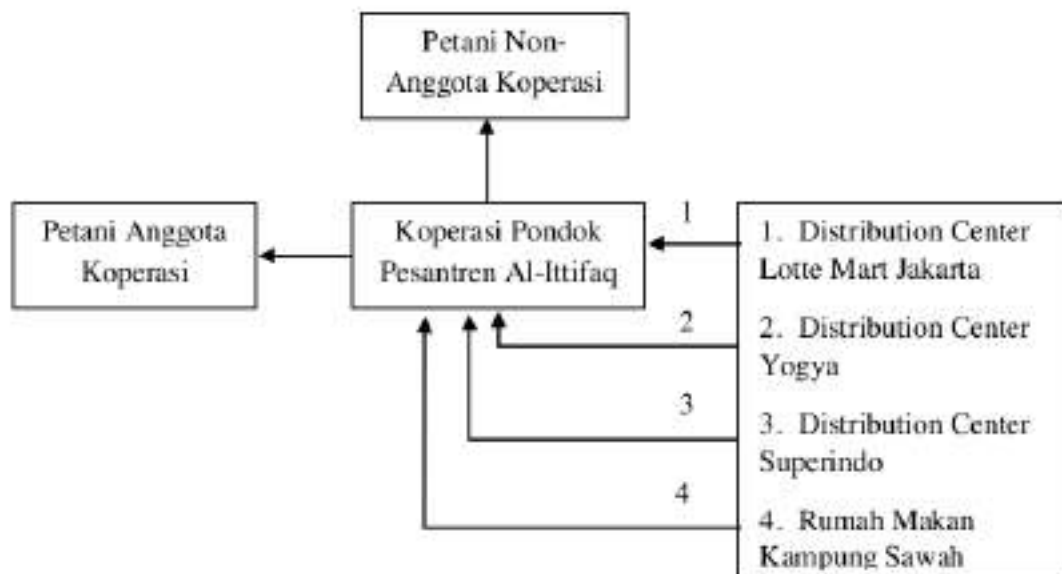 Petani Non-
Anggota Koperasi
Petani Anggota
Koperasi
Koperasi Pondok
Pesantren Al-Ittifaq
1
2
3
4
1. Distribution Center
Lotte Mart Jakarta
2. Distribution Center
Yogya
3. Distribution Center
Superindo
4. Rumah Makan
Kampung Sawah